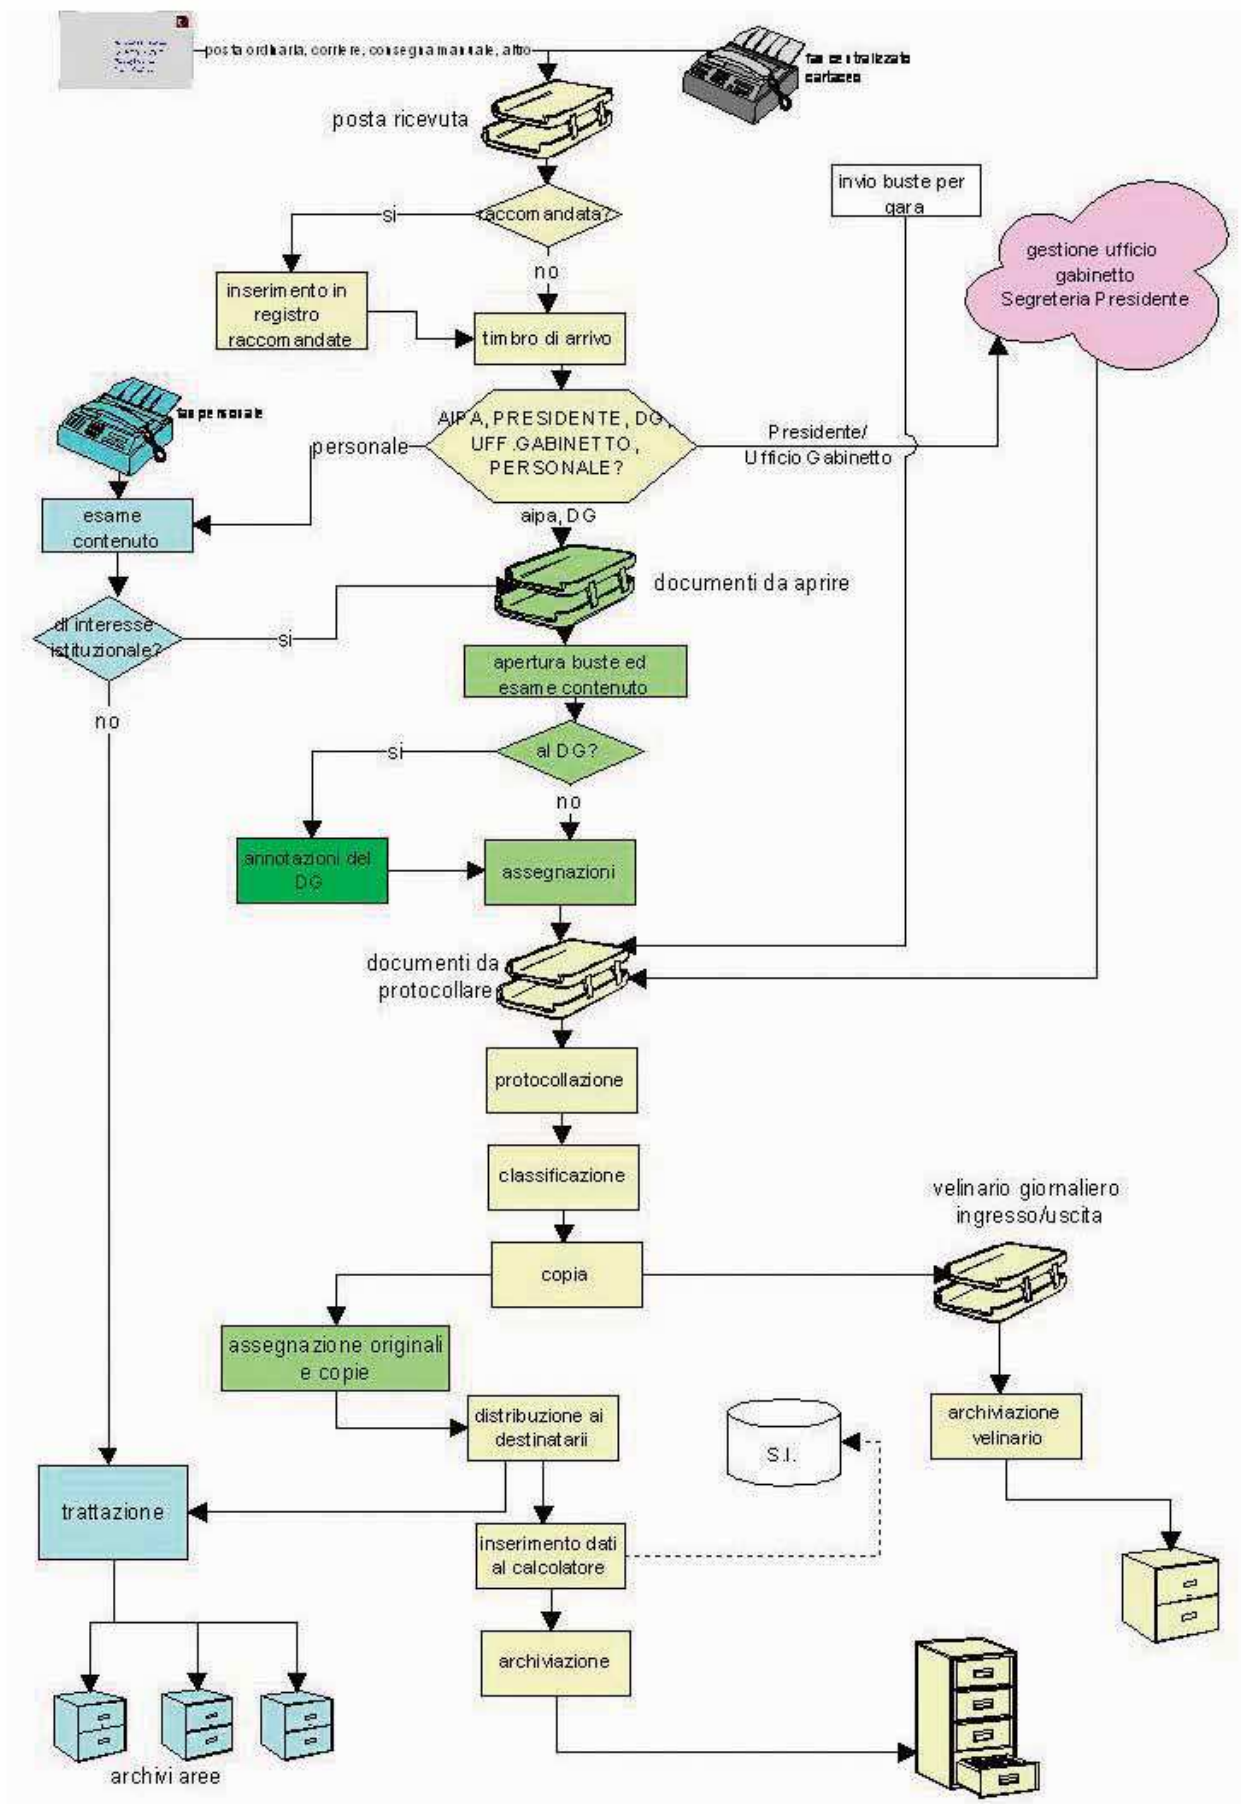 posta ordinaria, corriere, consegna manuale, altro
fax centralizzato
cartaceo
posta ricevuta
invio buste per
gara
raccomandata?
si
no
gestione ufficio
gabinetto
Segreteria Presidente
inserimento in
registro
raccomandate
timbro di arrivo
fax personale
AIPA, PRESIDENTE, DG,
UFF.GABINETTO,
PERSONALE?
personale
Presidente/
Ufficio Gabinetto
esame
contenuto
aipa, DG
documenti da aprire
di interesse
istituzionale?
si
no
apertura buste ed
esame contenuto
al DG?
si
no
annotazioni del
DG
assegnazioni
documenti da
protocollare
protocollazione
classificazione
velinario giornaliero
ingresso/uscita
copia
assegnazione originali
e copie
distribuzione ai
destinatarii
S.I.
archiviazione
velinario
trattazione
inserimento dati
al calcolatore
archiviazione
archivi aree